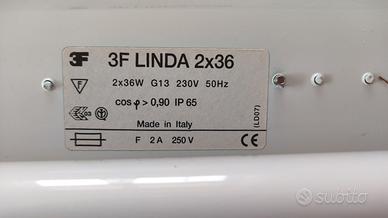 3F
3F LINDA 2x36
F
2x36W G13 230V 50Hz
cos φ > 0,90 IP 65
Made in Italy
F 2A 250V
CE
(LD07)
subito